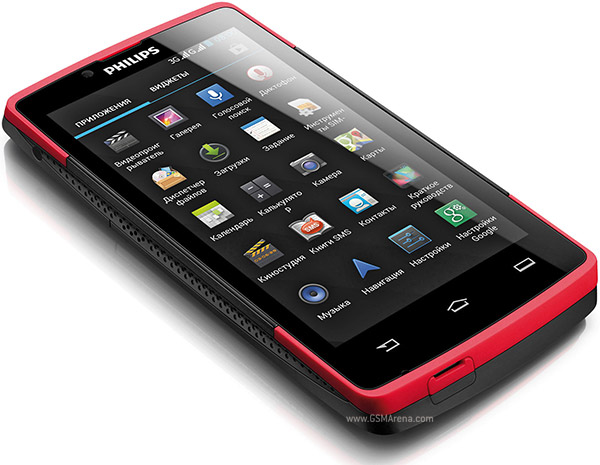 PHILIPS
3G G
ПРИЛОЖЕНИЯ ВИДЖЕТЫ
Видеопроиг
рыватель
Галерея
Голосовой
поиск
Диктофон
Диспетчер
файлов
Загрузки
Задание
Инструмен
ты SIM-
Календарь
Калькулято
р
Камера
Карты
Киностудия
Книги SMS
Контакты
Краткое
руководств
Музыка
Навигация
Настройки
Настройки
Google
www.GSMArena.com